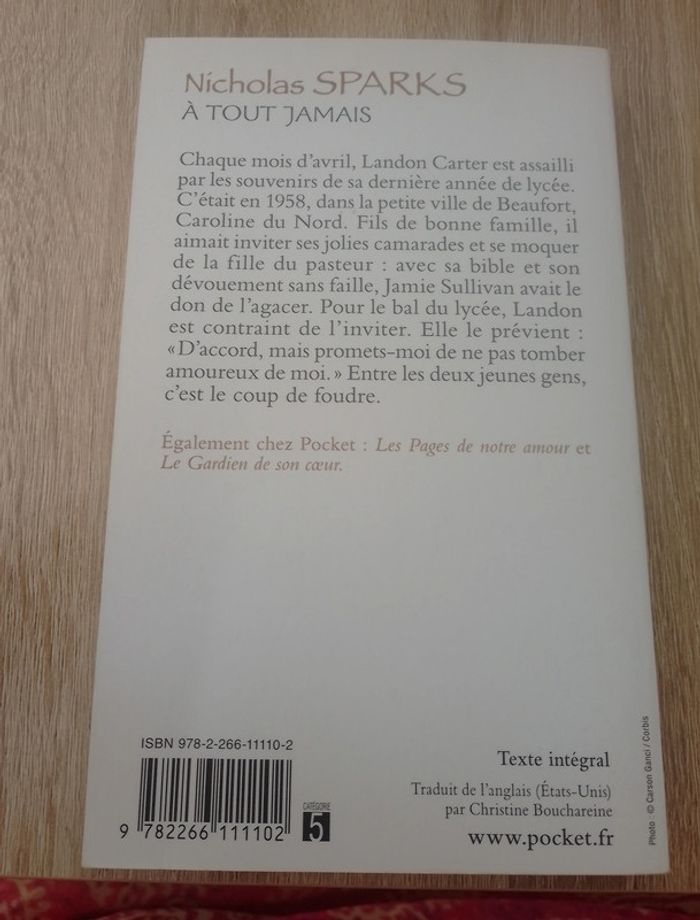 Nicholas SPARKS
À TOUT JAMAIS
Chaque mois d'avril, Landon Carter est assailli
par les souvenirs de sa dernière année de lycée.
C'était en 1958, dans la petite ville de Beaufort,
Caroline du Nord. Fils de bonne famille, il
aimait inviter ses jolies camarades et se moquer
de la fille du pasteur : avec sa bible et son
dévouement sans faille, Jamie Sullivan avait le
don de l'agacer. Pour le bal du lycée, Landon
est contraint de l'inviter. Elle le prévient :
«D'accord, mais promets-moi de ne pas tomber
amoureux de moi.» Entre les deux jeunes gens,
c'est le coup de foudre.
Également chez Pocket : Les Pages de notre amour et
Le Gardien de son cœur.
ISBN 978-2-266-11110-2
9 782266 111102
CATÉGORIE
5
Texte intégral
Traduit de l'anglais (États-Unis)
par Christine Bouchareine
www.pocket.fr
Photo : © Carson Ganci / Corbis